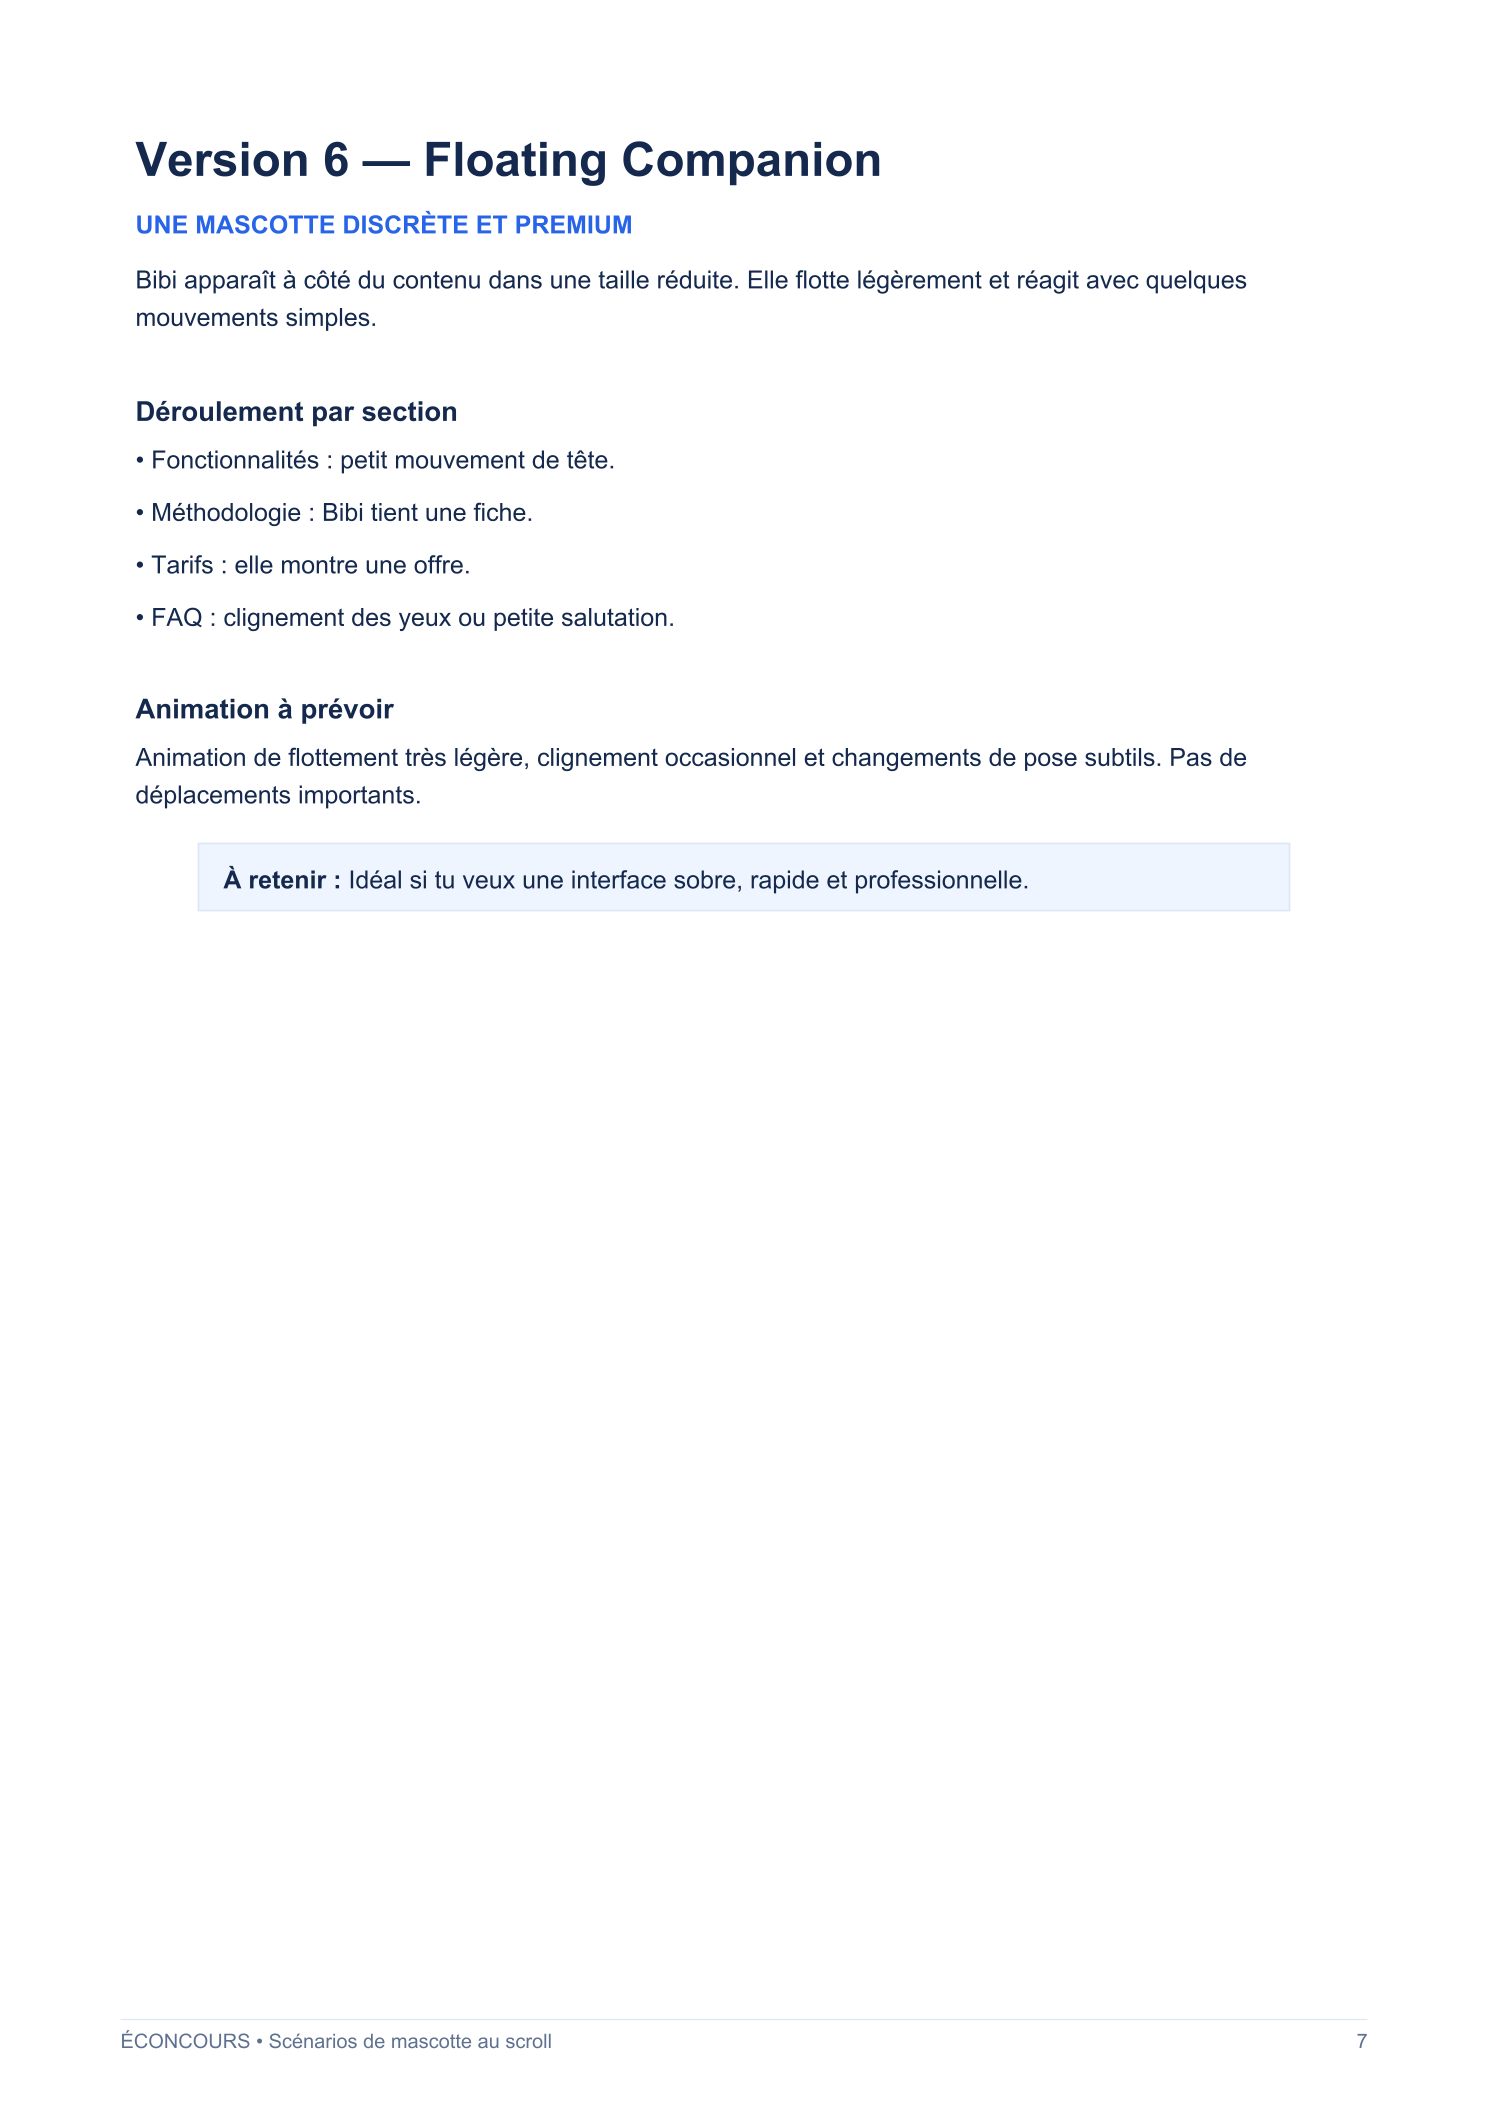 Version 6 — Floating Companion
UNE MASCOTTE DISCRÈTE ET PREMIUM
Bibi apparaît à côté du contenu dans une taille réduite. Elle flotte légèrement et réagit avec quelques
mouvements simples.
Déroulement par section
• Fonctionnalités : petit mouvement de tête.
• Méthodologie : Bibi tient une fiche.
• Tarifs : elle montre une offre.
• FAQ : clignement des yeux ou petite salutation.
Animation à prévoir
Animation de flottement très légère, clignement occasionnel et changements de pose subtils. Pas de
déplacements importants.
À retenir : Idéal si tu veux une interface sobre, rapide et professionnelle.
ÉCONCOURS • Scénarios de mascotte au scroll 7